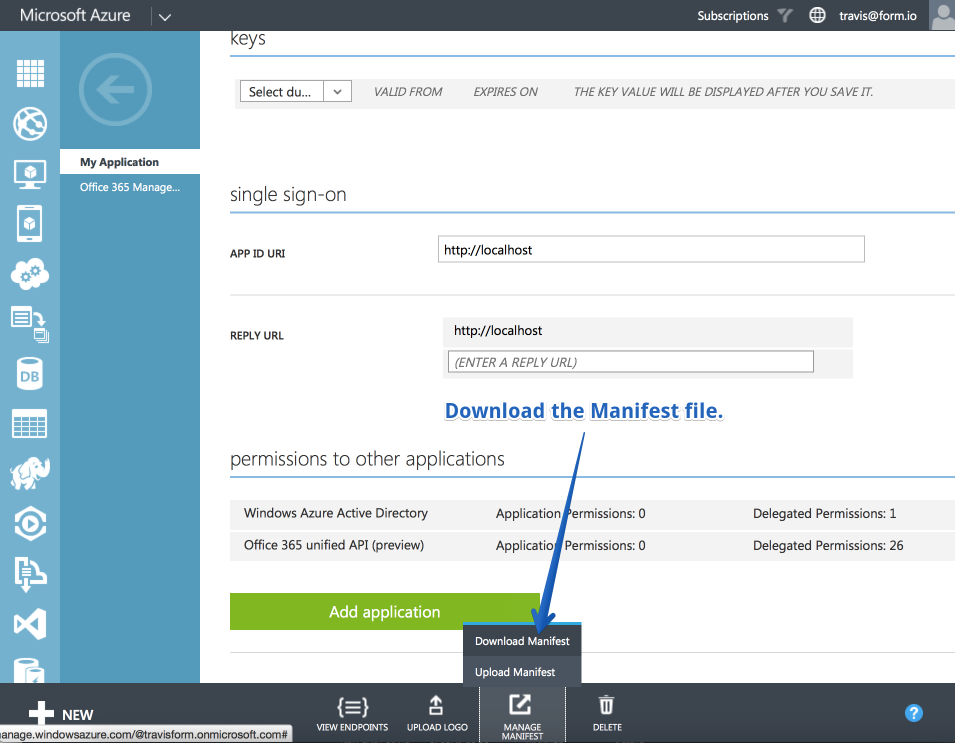 Microsoft Azure
Subscriptions
travis@form.io
keys
Select du...
VALID FROM
EXPIRES ON
THE KEY VALUE WILL BE DISPLAYED AFTER YOU SAVE IT.
My Application
Office 365 Manage...
single sign-on
APP ID URI
http://localhost
REPLY URL
http://localhost
(ENTER A REPLY URL)
Download the Manifest file.
permissions to other applications
Windows Azure Active Directory
Application Permissions: 0
Delegated Permissions: 1
Office 365 unified API (preview)
Application Permissions: 0
Delegated Permissions: 26
DB
Add application
Download Manifest
Upload Manifest
NEW
VIEW ENDPOINTS
UPLOAD LOGO
MANAGE
MANIFEST
DELETE
?
anage.windowsazure.com/@travisform.onmicrosoft.com#